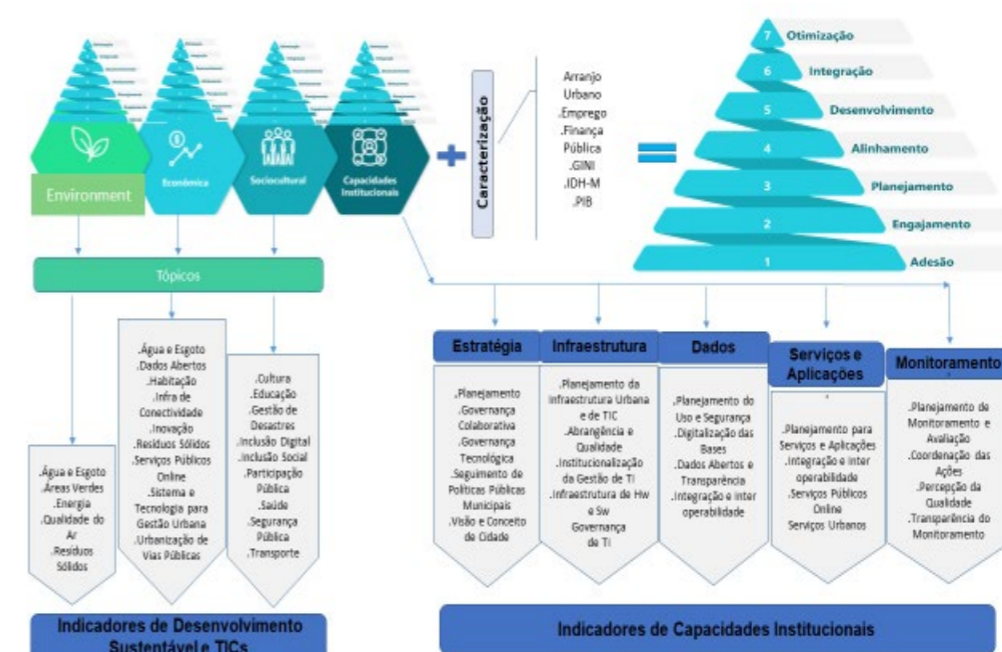 Environment
Econômica
Sociocultural
Capacidades
Institucionais
Caracterização
Arranjo
Urbano
.Emprego
.Finança
Pública
.GINI
.IDH-M
.PIB
7 Otimização
6 Integração
5 Desenvolvimento
4 Alinhamento
3 Planejamento
2 Engajamento
1 Adesão
Tópicos
.Água e Esgoto
.Áreas Verdes
.Energia
.Qualidade do
Ar
.Resíduos
Sólidos
.Água e Esgoto
.Dados Abertos
.Habitação
.Infra de
Conectividade
.Inovação
.Resíduos Sólidos
.Serviços Públicos
Online
.Sistema e
Tecnologia para
Gestão Urbana
.Urbanização de
Vias Públicas
.Cultura
.Educação
.Gestão de
Desastres
.Inclusão Digital
.Inclusão Social
.Participação
Pública
.Saúde
.Segurança
Pública
.Transporte
Indicadores de Desenvolvimento
Sustentável e TICs
Estratégia
.Planejamento
.Governança
Colaborativa
.Governança
Tecnológica
.Seguimento de
Políticas Públicas
Municipais
.Visão e Conceito
de Cidade
Infraestrutura
.Planejamento da
Infraestrutura Urbana
e de TIC
.Abrangência e
Qualidade
.Institucionalização
da Gestão de TI
.Infraestrutura de Hw
e Sw
Governança
de TI
Dados
.Planejamento do
Uso e Segurança
.Digitalização das
Bases
.Dados Abertos e
Transparência
.Integração e inter
operabilidade
Serviços e
Aplicações
.Planejamento para
Serviços e Aplicações
.Integração e inter
operabilidade
.Serviços Públicos
Online
Serviços Urbanos
Monitoramento
.Planejamento de
Monitoramento e
Avaliação
.Coordenação das
Ações
.Percepção da
Qualidade
.Transparência do
Monitoramento
Indicadores de Capacidades Institucionais